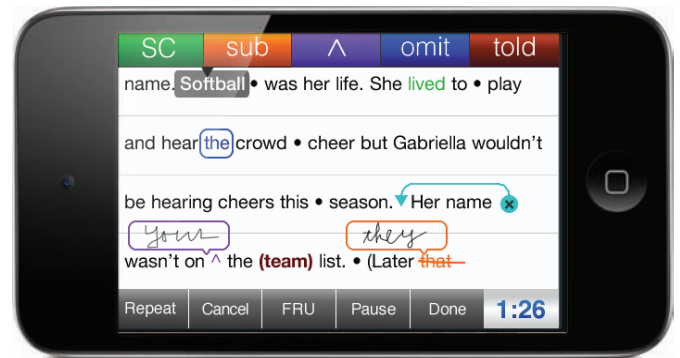 SC sub ^ omit told
name. Softball • was her life. She lived to • play
and hear the crowd • cheer but Gabriella wouldn't
be hearing cheers this • season. Her name
your they
wasn't on ^ the (team) list. • (Later that
Repeat Cancel FRU Pause Done 1:26